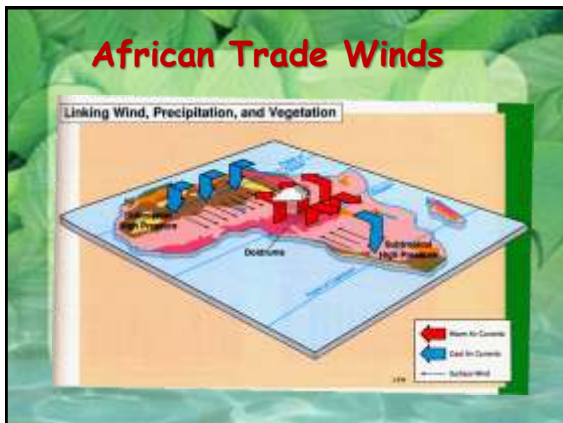 African Trade Winds
Linking Wind, Precipitation, and Vegetation
Subtropical
High Pressure
Doldrums
Subtropical
High Pressure
Warm Air Currents
Cool Air Currents
Surface Wind